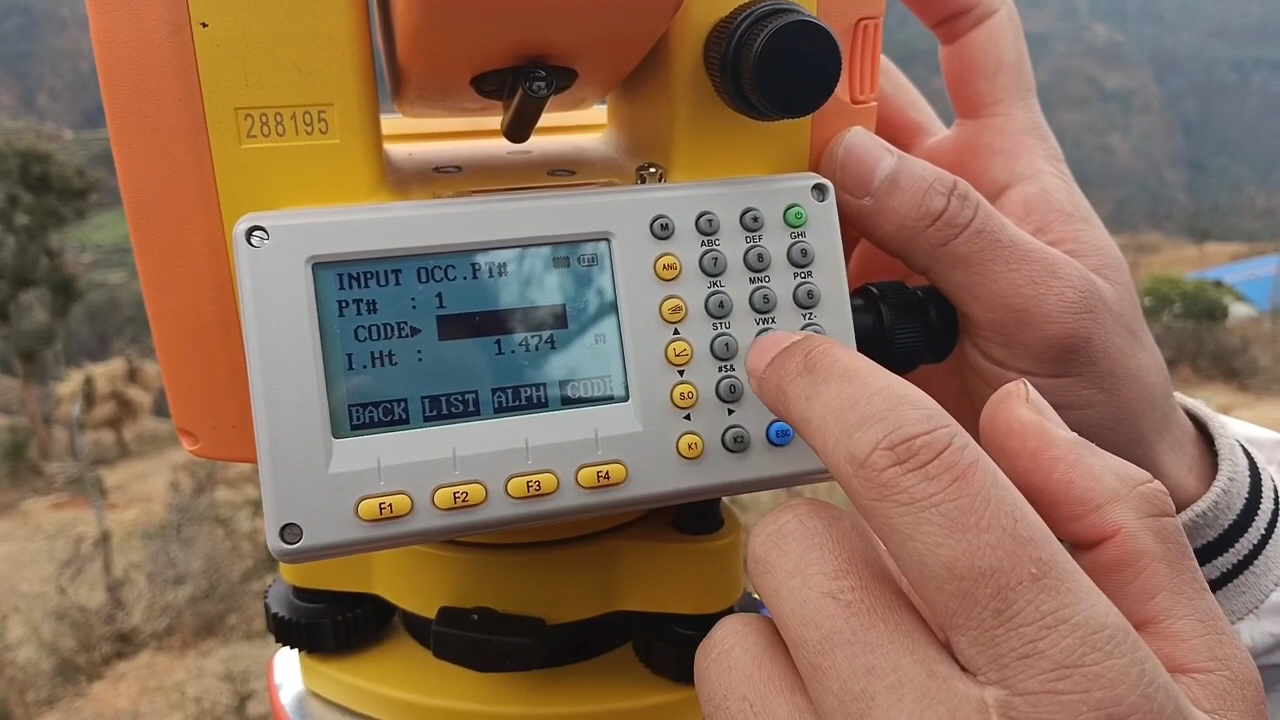 288195
INPUT OCC.PT#
PT# : 1
CODE▶
I.Ht : 1.474 m
BACK LIST ALPH CODE
M T ★
ABC DEF GHI
ANG 7 8 9
JKL MNO PQR
4 5 6
STU VWX YZ-
1
#$&
S.O 0
K1 K2 ESC
F1 F2 F3 F4